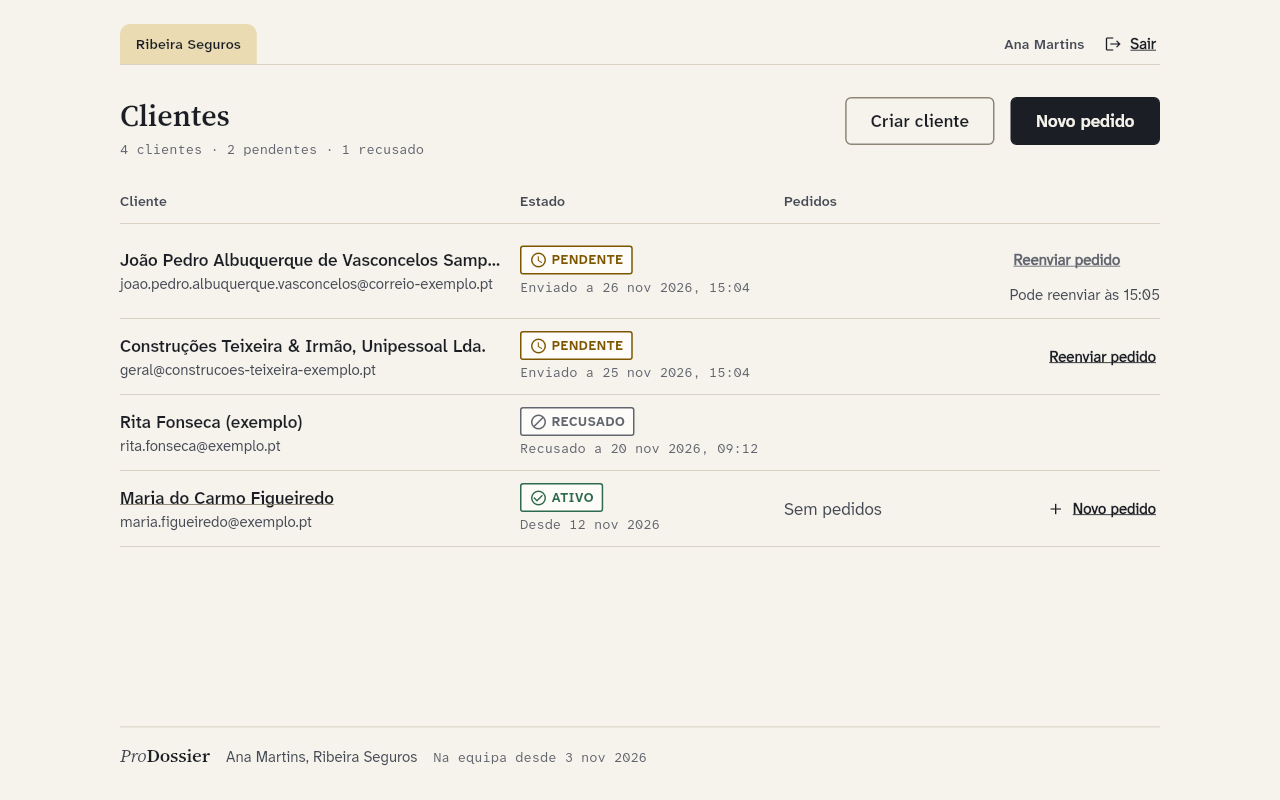 Ribeira Seguros
Ana Martins Sair
Clientes
Criar cliente
Novo pedido
4 clientes · 2 pendentes · 1 recusado
Cliente Estado Pedidos
João Pedro Albuquerque de Vasconcelos Samp...
joao.pedro.albuquerque.vasconcelos@correio-exemplo.pt
PENDENTE
Enviado a 26 nov 2026, 15:04
Reenviar pedido
Pode reenviar às 15:05
Construções Teixeira & Irmão, Unipessoal Lda.
geral@construcoes-teixeira-exemplo.pt
PENDENTE
Enviado a 25 nov 2026, 15:04
Reenviar pedido
Rita Fonseca (exemplo)
rita.fonseca@exemplo.pt
RECUSADO
Recusado a 20 nov 2026, 09:12
Maria do Carmo Figueiredo
maria.figueiredo@exemplo.pt
ATIVO
Desde 12 nov 2026
Sem pedidos
+ Novo pedido
ProDossier Ana Martins, Ribeira Seguros Na equipa desde 3 nov 2026